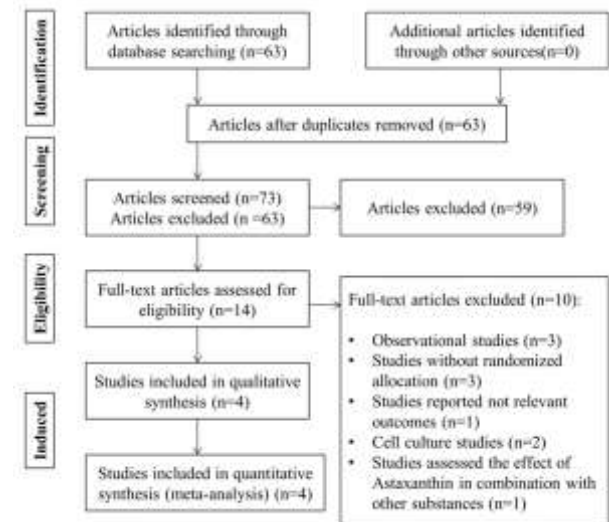 Identification
Articles identified through
database searching (n=63)
Additional articles identified
through other sources(n=0)
Articles after duplicates removed (n=63)
Screening
Articles screened (n=73)
Articles excluded (n =63)
Articles excluded (n=59)
Eligibility
Full-text articles assessed for
eligibility (n=14)
Full-text articles excluded (n=10):
• Observational studies (n=3)
• Studies without randomized
allocation (n=3)
• Studies reported not relevant
outcomes (n=1)
• Cell culture studies (n=2)
• Studies assessed the effect of
Astaxanthin in combination with
other substances (n=1)
Induced
Studies included in qualitative
synthesis (n=4)
Studies included in quantitative
synthesis (meta-analysis) (n=4)